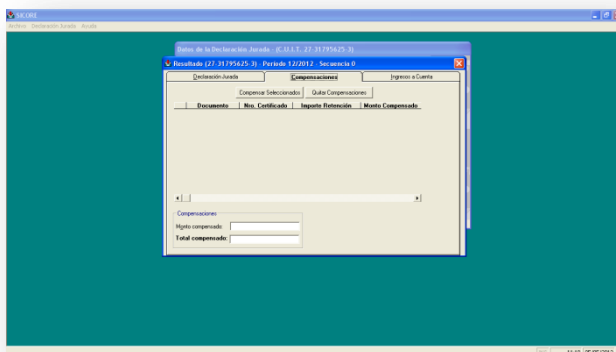 SICORE
Archivo Declaración Jurada Ayuda
Datos de la Declaración Jurada - (C.U.I.T. 27-31795625-3)
Resultado (27-31795625-3) - Periodo 12/2012 - Secuencia 0
Declaración Jurada Compensaciones Ingresos a Cuenta
Compensar Seleccionados Quitar Compensaciones
Documento Nro. Certificado Importe Retención Monto Compensado
Compensaciones
Monto compensado:
Total compensado: